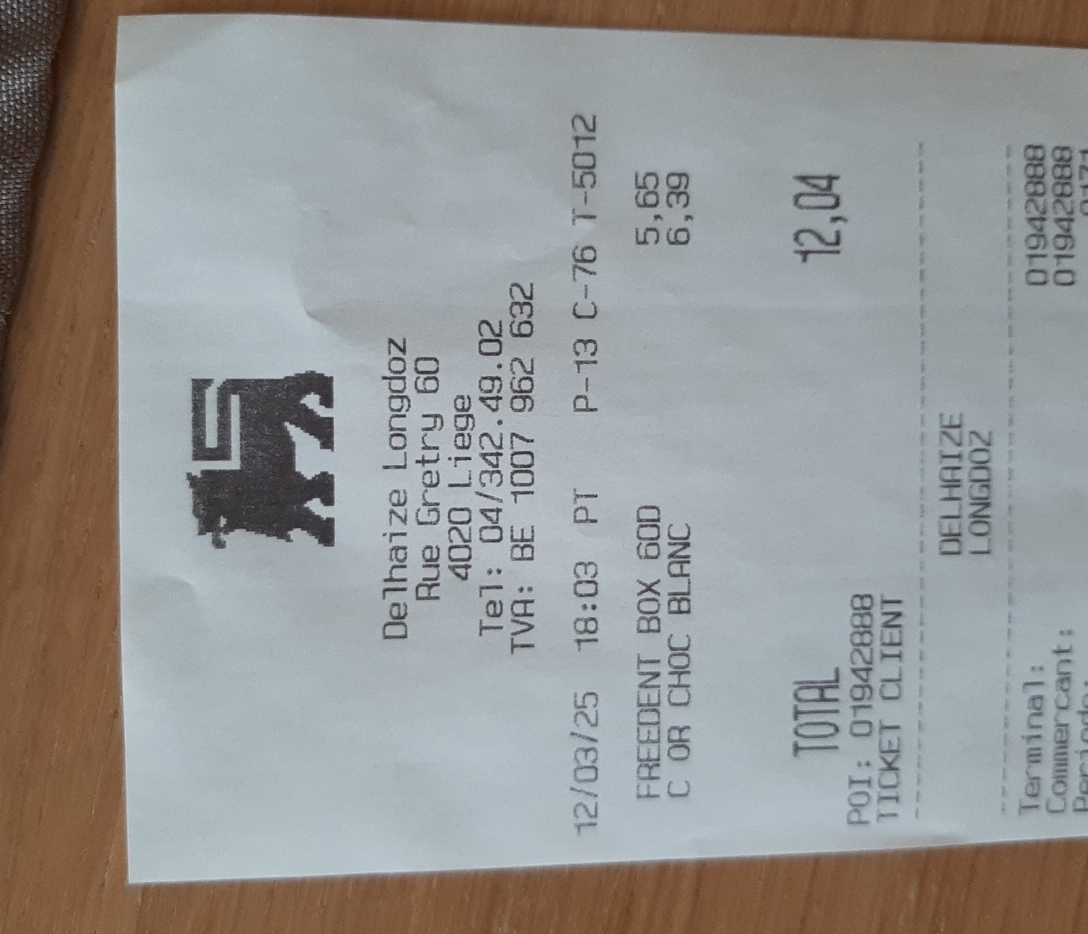 Delhaize Longdoz
Rue Gretry 60
4020 Liege
Tel: 04/342.49.02
TVA: BE 1007 962 632
12/03/25 18:03 PT P-13 C-76 T-5012
FREEDENT BOX 60D 5,65
C OR CHOC BLANC 6,39
TOTAL 12,04
POI: 01942888
TICKET CLIENT
DELHAIZE
LONGDOZ
Terminal: 01942888
Commercant: 01942888